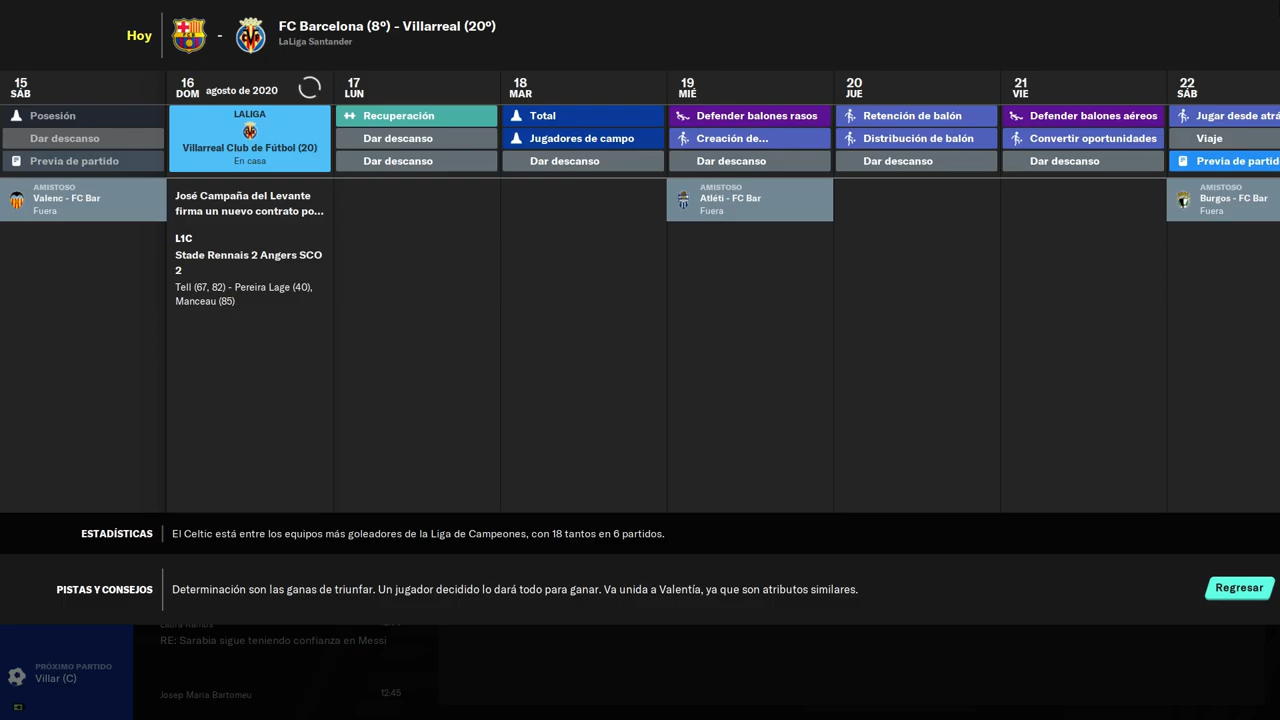 Hoy
FC Barcelona (8º) - Villarreal (20º)
LaLiga Santander
15
SÁB
16
DOM
agosto de 2020
17
LUN
18
MAR
19
MIÉ
20
JUE
21
VIE
22
SÁB
Posesión
Dar descanso
Previa de partido
LALIGA
Villarreal Club de Fútbol (20)
En casa
Recuperación
Dar descanso
Dar descanso
Total
Jugadores de campo
Dar descanso
Defender balones rasos
Creación de...
Dar descanso
Retención de balón
Distribución de balón
Dar descanso
Defender balones aéreos
Convertir oportunidades
Dar descanso
Jugar desde atrá
Viaje
Previa de partid
AMISTOSO
Valenc - FC Bar
Fuera
José Campaña del Levante
firma un nuevo contrato po...
L1C
Stade Rennais 2 Angers SCO
2
Tell (67, 82) - Pereira Lage (40),
Manceau (85)
AMISTOSO
Atléti - FC Bar
Fuera
AMISTOSO
Burgos - FC Bar
Fuera
ESTADÍSTICAS
El Celtic está entre los equipos más goleadores de la Liga de Campeones, con 18 tantos en 6 partidos.
PISTAS Y CONSEJOS
Determinación son las ganas de triunfar. Un jugador decidido lo dará todo para ganar. Va unida a Valentía, ya que son atributos similares.
Regresar
RE: Sarabia sigue teniendo confianza en Messi
PRÓXIMO PARTIDO
Villar (C)
Josep Maria Bartomeu
12:45